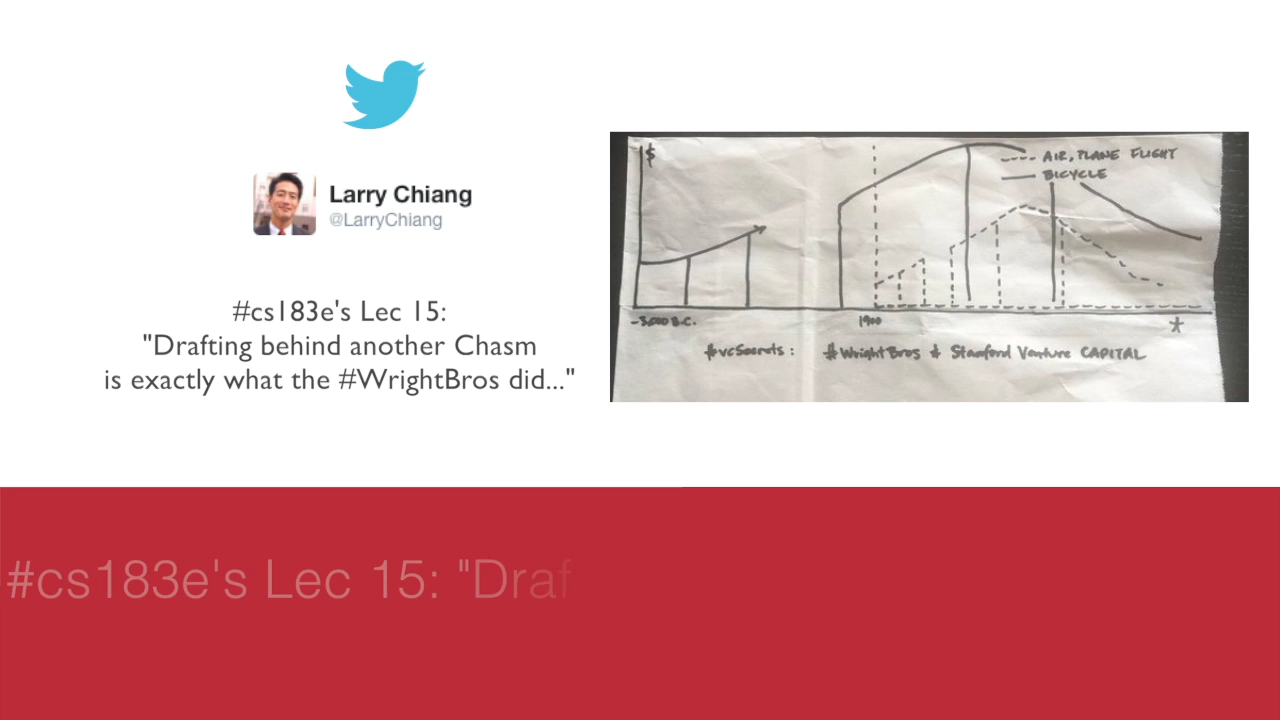 Larry Chiang
@LarryChiang
#cs183e's Lec 15:
"Drafting behind another Chasm
is exactly what the #WrightBros did..."
$
AIR,PLANE FLIGHT
BICYCLE
1900
#vcSecrets: #WrightBros & Stanford Venture CAPITAL
#cs183e's Lec 15: "Draf